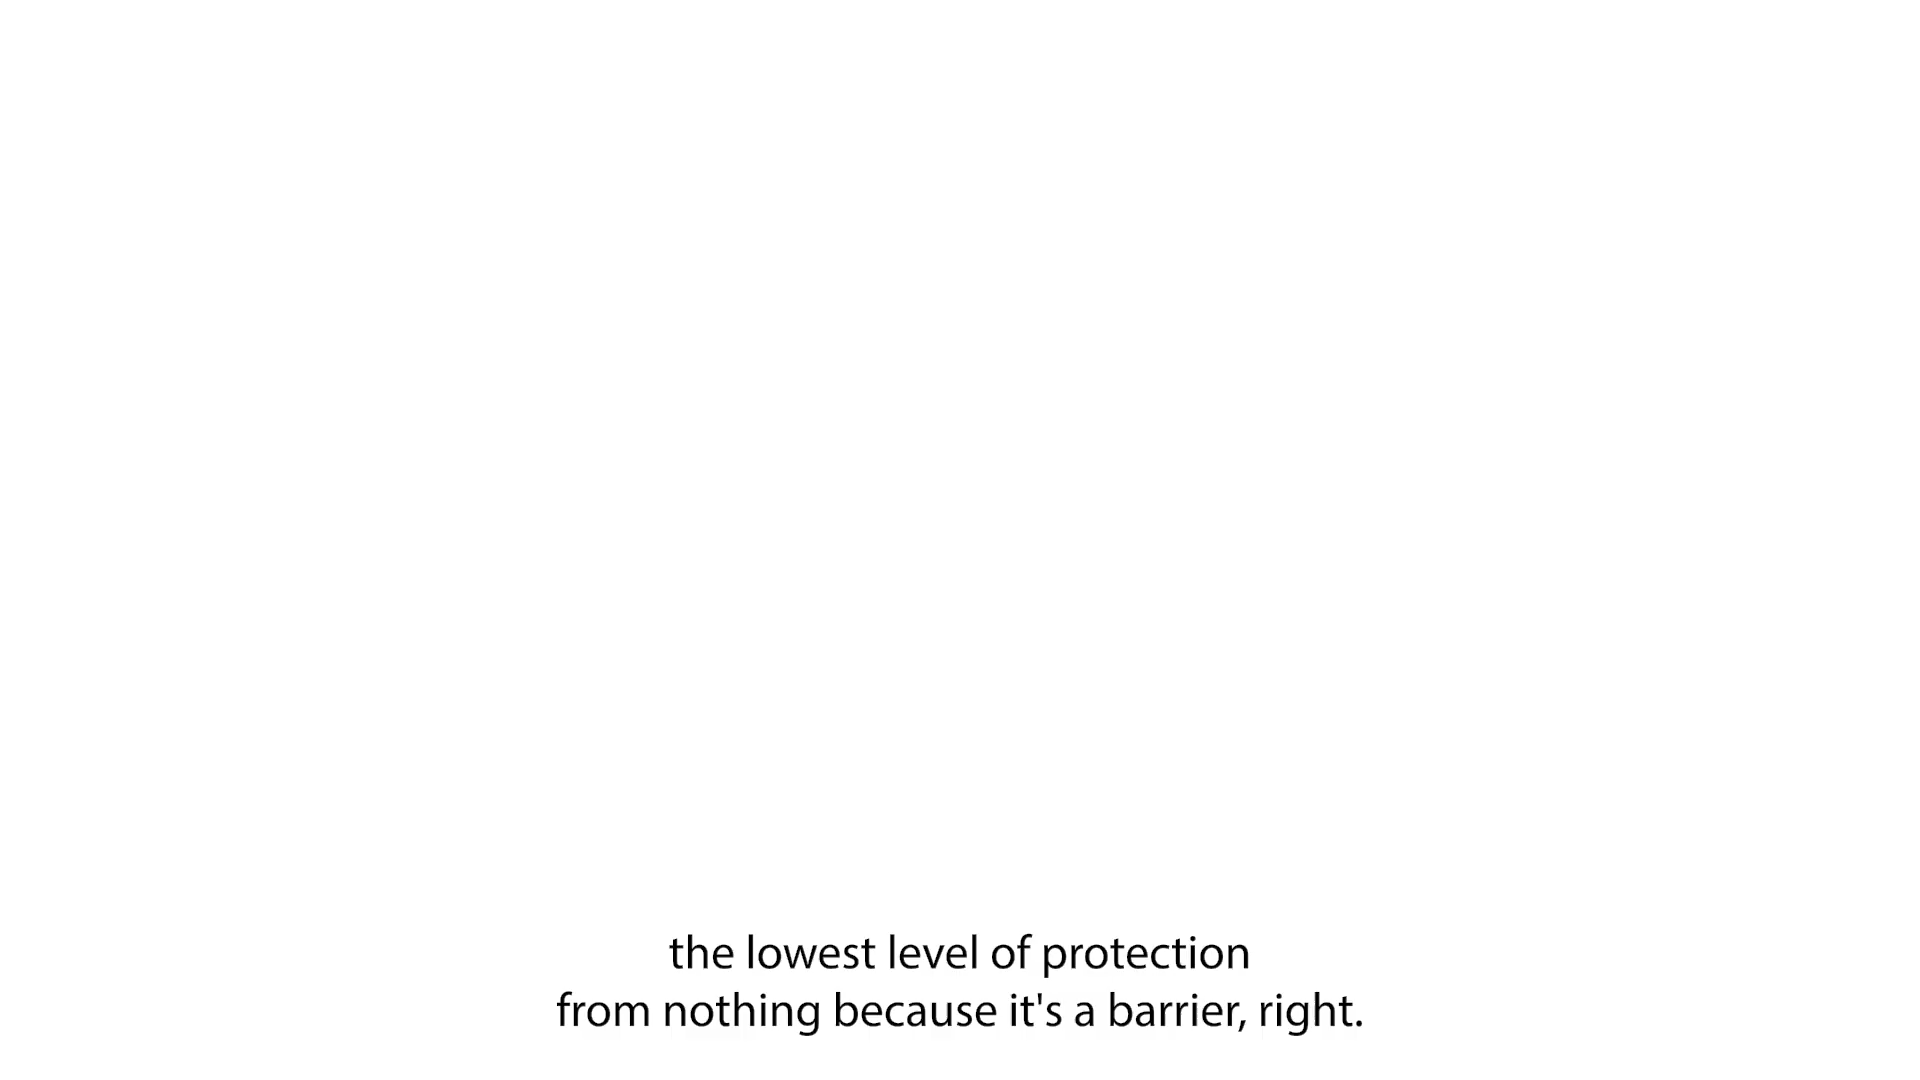 the lowest level of protection
from nothing because it's a barrier, right.